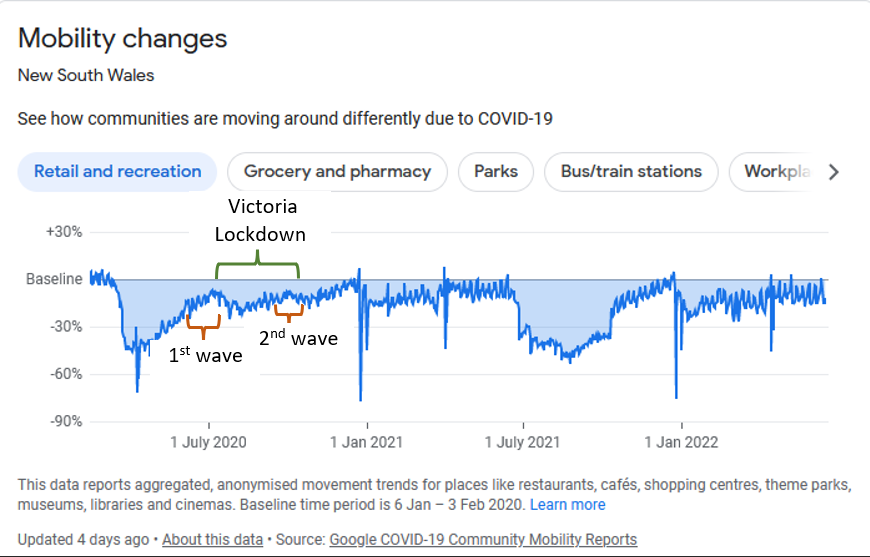 Mobility changes
New South Wales
See how communities are moving around differently due to COVID-19
Retail and recreation Grocery and pharmacy Parks Bus/train stations
Victoria
Lockdown
+30%
Baseline
-30%
1st wave
2nd wave
-60%
-90%
1 July 2020 1 Jan 2021 1 July 2021 1 Jan 2022
This data reports aggregated, anonymised movement trends for places like restaurants, cafés, shopping centres, theme parks,
museums, libraries and cinemas. Baseline time period is 6 Jan – 3 Feb 2020. Learn more
Updated 4 days ago • About this data • Source: Google COVID-19 Community Mobility Reports